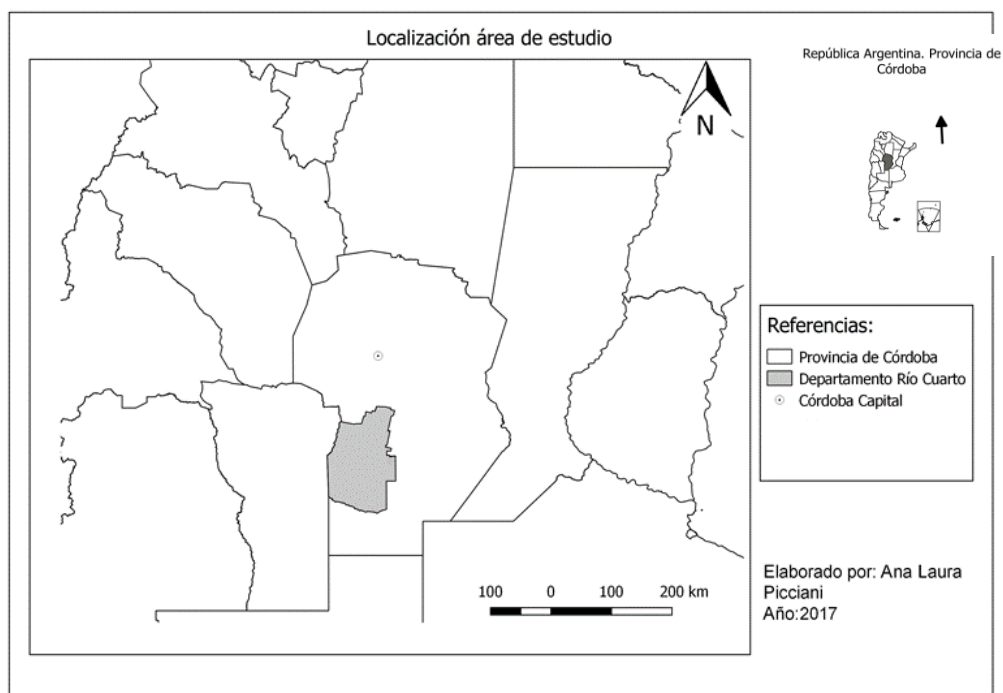 Localización área de estudio
República Argentina. Provincia de
Córdoba
N
Referencias:
Provincia de Córdoba
Departamento Río Cuarto
Córdoba Capital
100 0 100 200 km
Elaborado por: Ana Laura
Picciani
Año:2017